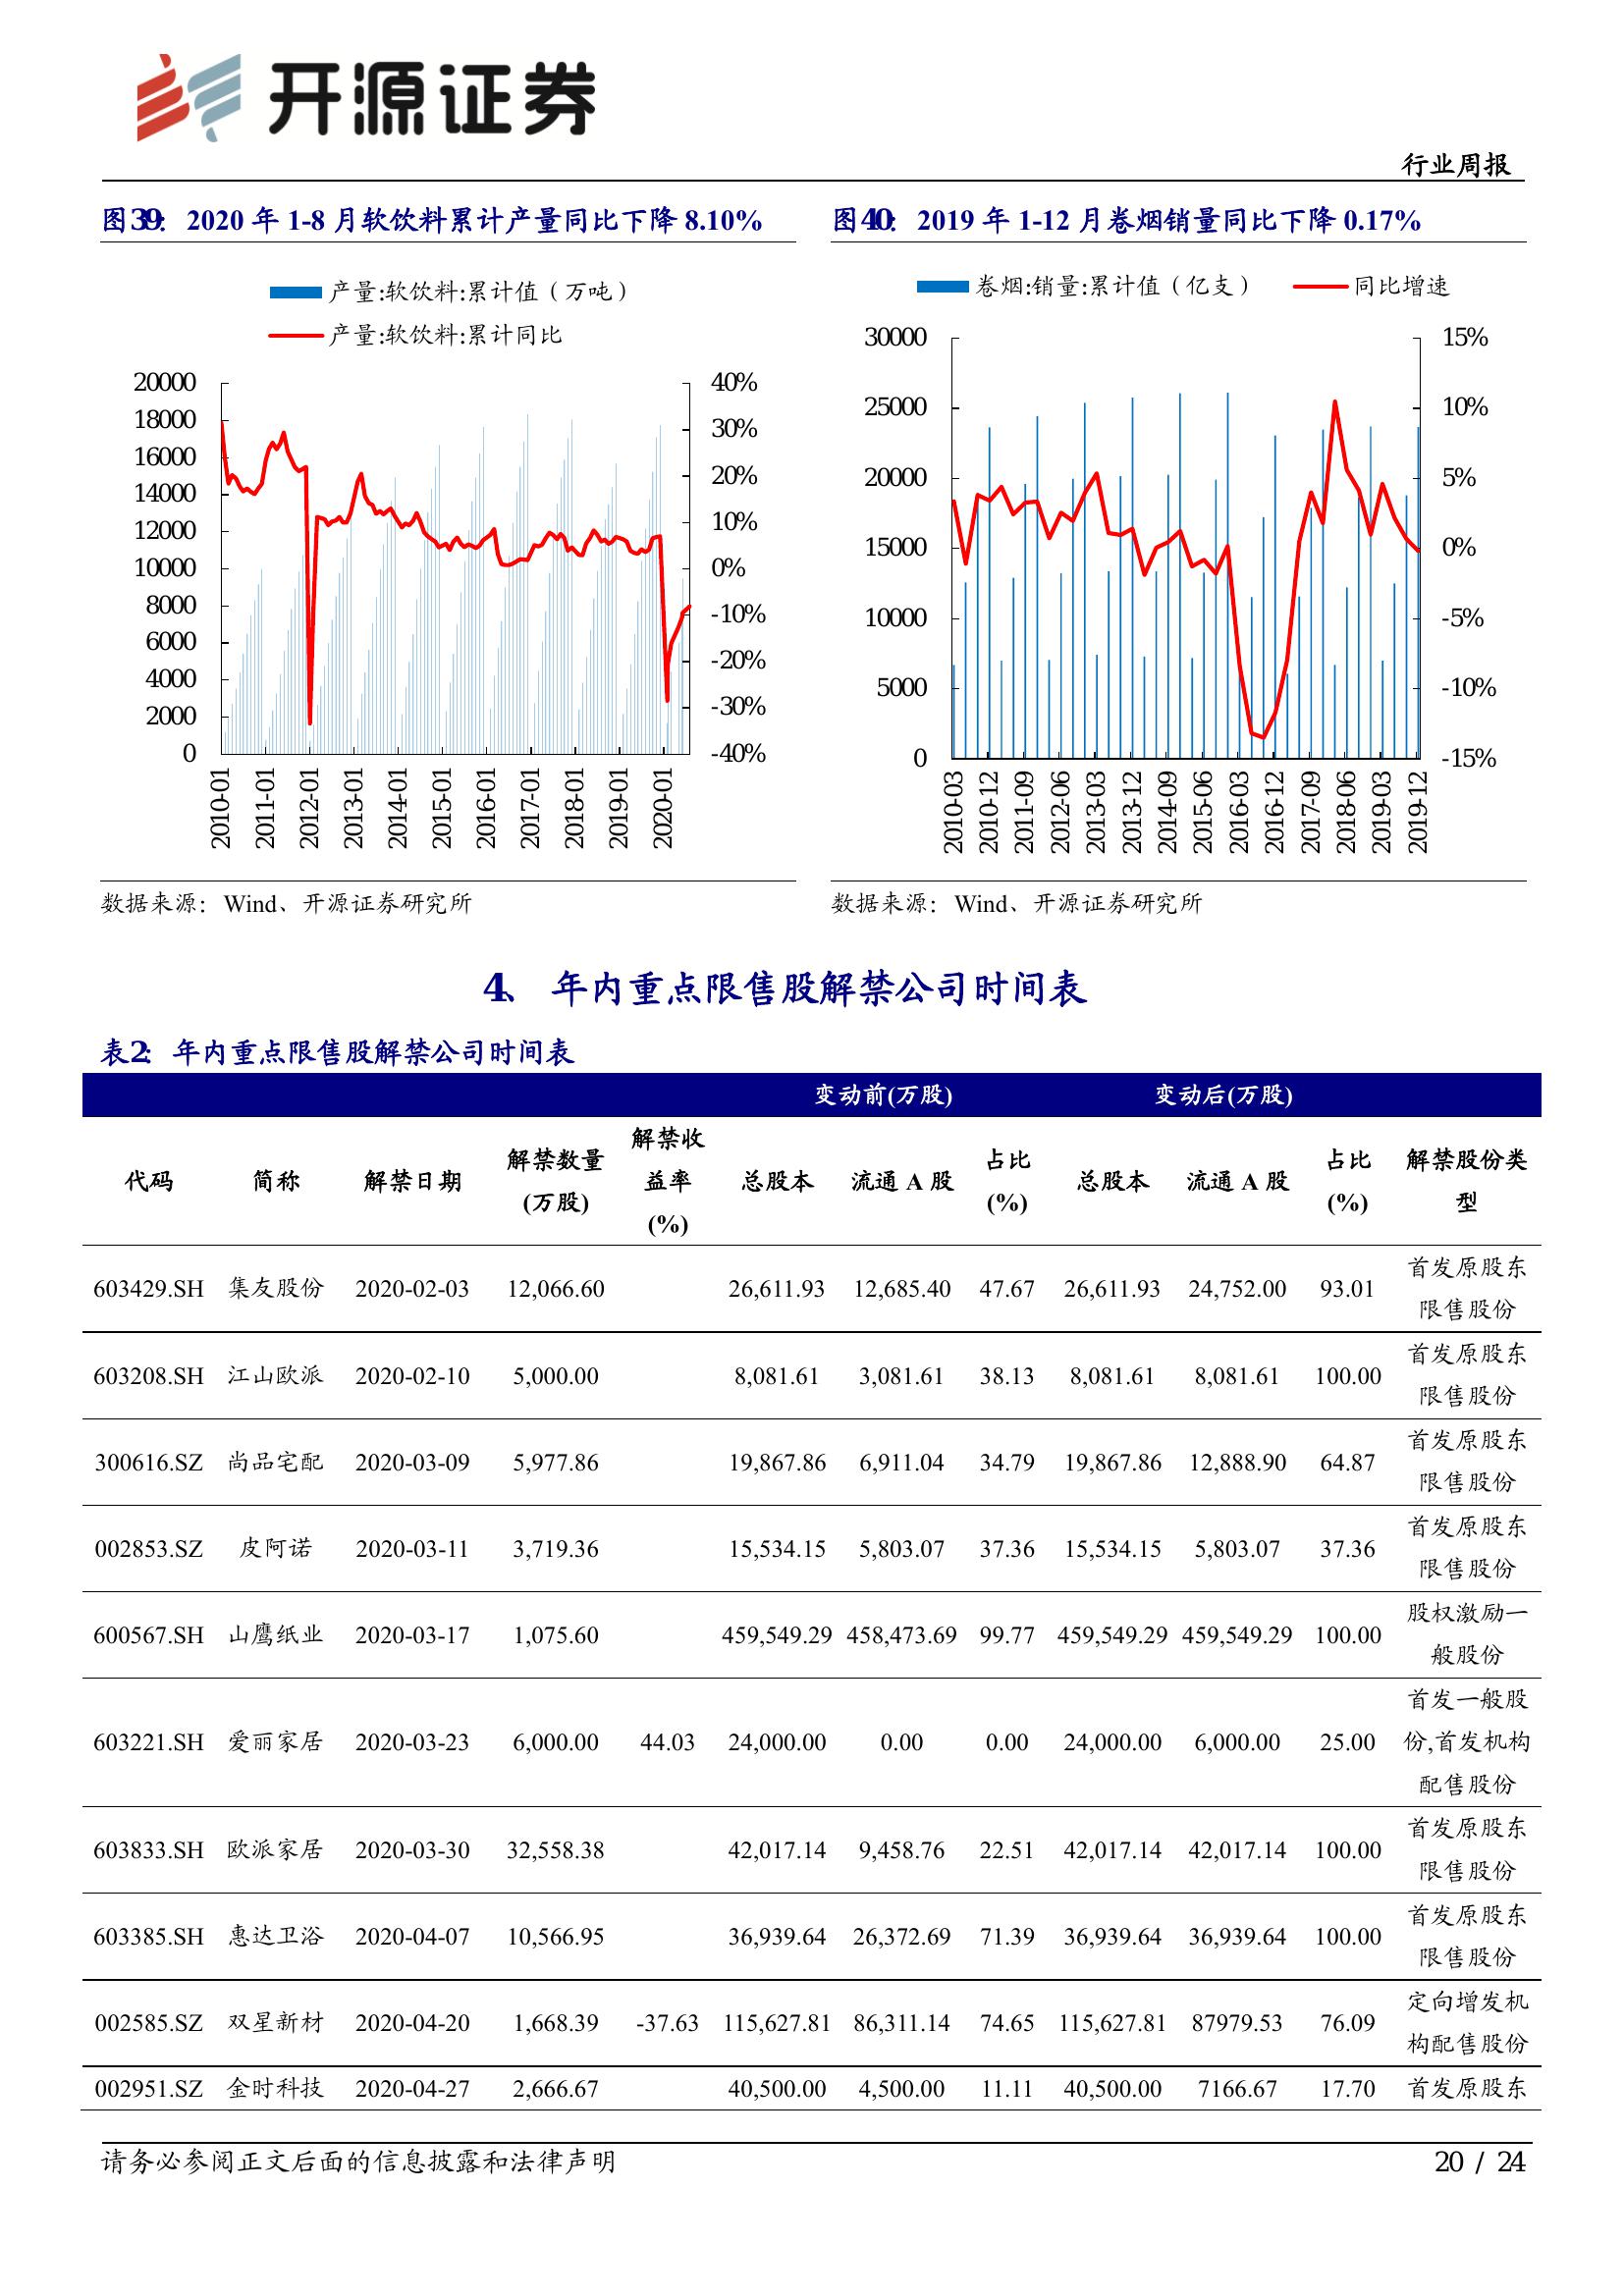 开源证券
行业周报
图39： 2020 年 1-8 月软饮料累计产量同比下降 8.10%
产量:软饮料:累计值（万吨）
产量:软饮料:累计同比
20000
18000
16000
14000
12000
10000
8000
6000
4000
2000
0
40%
30%
20%
10%
0%
-10%
-20%
-30%
-40%
2010-01
2011-01
2012-01
2013-01
2014-01
2015-01
2016-01
2017-01
2018-01
2019-01
2020-01
数据来源：Wind、开源证券研究所
图40： 2019 年 1-12 月卷烟销量同比下降 0.17%
卷烟:销量:累计值（亿支） 同比增速
30000
25000
20000
15000
10000
5000
0
15%
10%
5%
0%
-5%
-10%
-15%
2010-03
2010-12
2011-09
2012-06
2013-03
2013-12
2014-09
2015-06
2016-03
2016-12
2017-09
2018-06
2019-03
2019-12
数据来源：Wind、开源证券研究所
4、 年内重点限售股解禁公司时间表
表2： 年内重点限售股解禁公司时间表
变动前(万股) 变动后(万股)
代码 简称 解禁日期 解禁数量(万股) 解禁收益率(%) 总股本 流通 A 股 占比(%) 总股本 流通 A 股 占比(%) 解禁股份类型
603429.SH 集友股份 2020-02-03 12,066.60 26,611.93 12,685.40 47.67 26,611.93 24,752.00 93.01 首发原股东限售股份
603208.SH 江山欧派 2020-02-10 5,000.00 8,081.61 3,081.61 38.13 8,081.61 8,081.61 100.00 首发原股东限售股份
300616.SZ 尚品宅配 2020-03-09 5,977.86 19,867.86 6,911.04 34.79 19,867.86 12,888.90 64.87 首发原股东限售股份
002853.SZ 皮阿诺 2020-03-11 3,719.36 15,534.15 5,803.07 37.36 15,534.15 5,803.07 37.36 首发原股东限售股份
600567.SH 山鹰纸业 2020-03-17 1,075.60 459,549.29 458,473.69 99.77 459,549.29 459,549.29 100.00 股权激励一般股份
603221.SH 爱丽家居 2020-03-23 6,000.00 44.03 24,000.00 0.00 0.00 24,000.00 6,000.00 25.00 首发一般股份,首发机构配售股份
603833.SH 欧派家居 2020-03-30 32,558.38 42,017.14 9,458.76 22.51 42,017.14 42,017.14 100.00 首发原股东限售股份
603385.SH 惠达卫浴 2020-04-07 10,566.95 36,939.64 26,372.69 71.39 36,939.64 36,939.64 100.00 首发原股东限售股份
002585.SZ 双星新材 2020-04-20 1,668.39 -37.63 115,627.81 86,311.14 74.65 115,627.81 87979.53 76.09 定向增发机构配售股份
002951.SZ 金时科技 2020-04-27 2,666.67 40,500.00 4,500.00 11.11 40,500.00 7166.67 17.70 首发原股东
请务必参阅正文后面的信息披露和法律声明
20 / 24